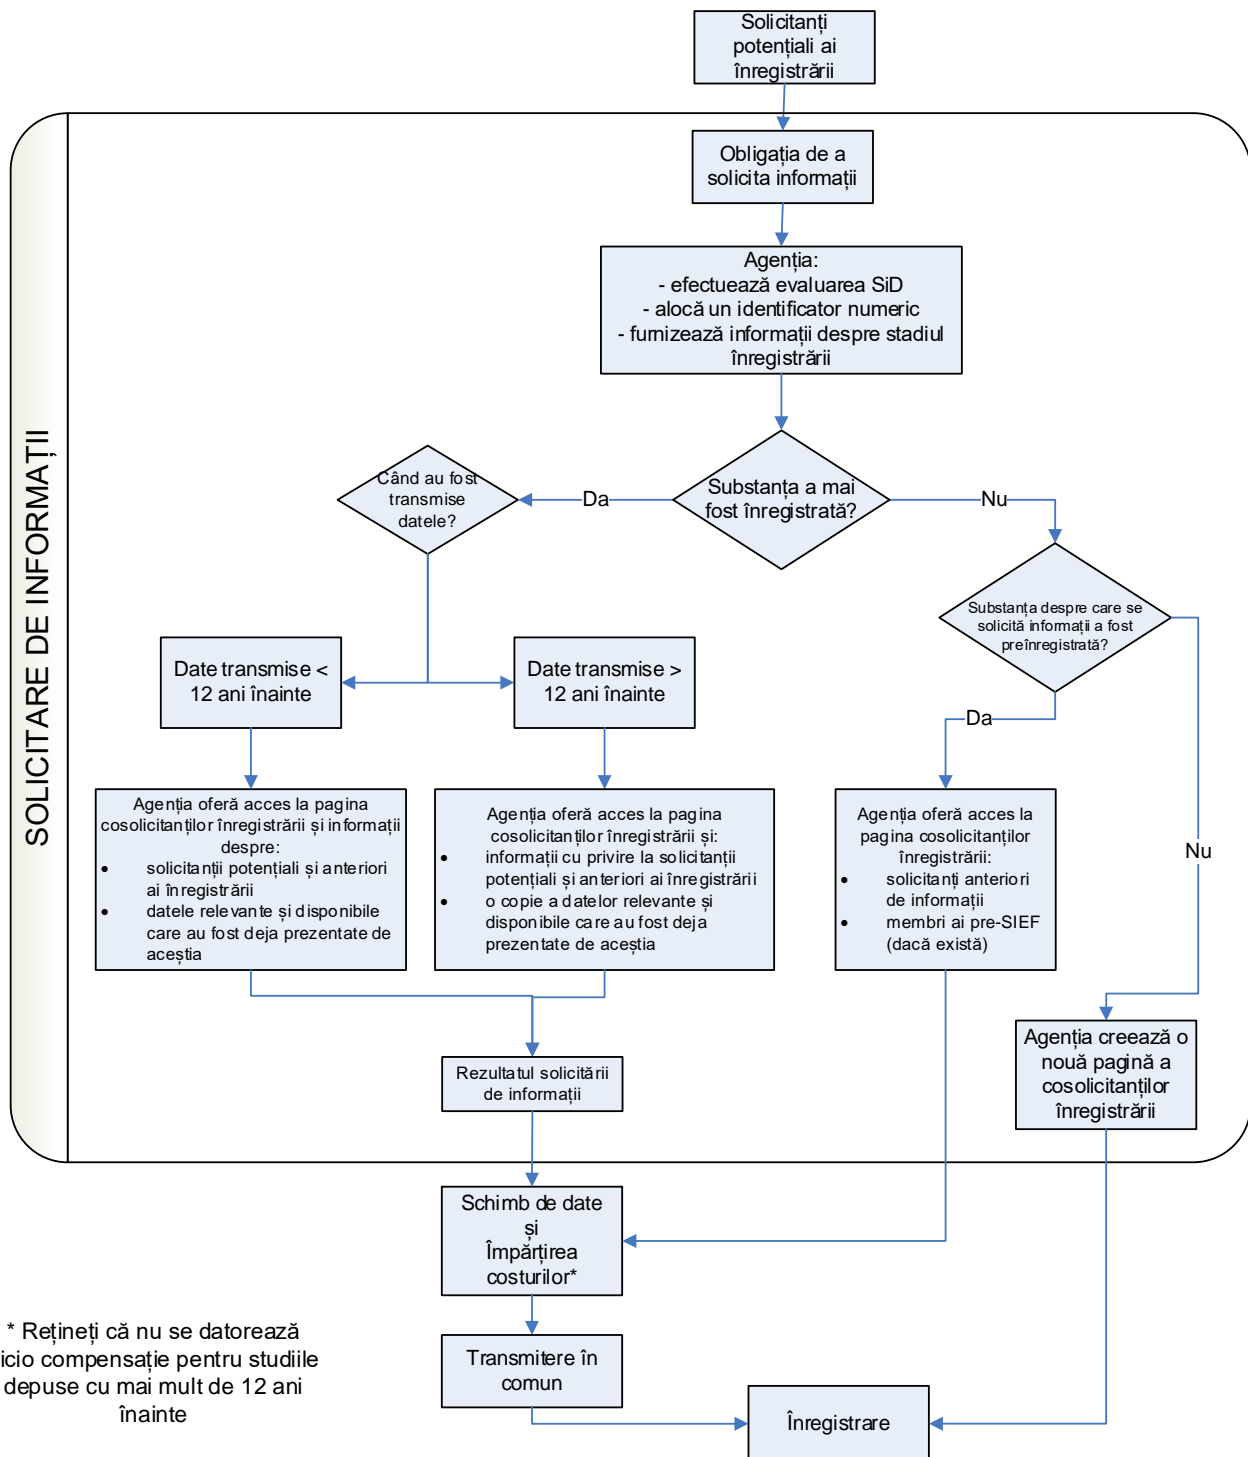 Solicitanți
potențiali ai
înregistrării
SOLICITARE DE INFORMAȚII
Obligația de a
solicita informații
Agenția:
- efectuează evaluarea SiD
- alocă un identificator numeric
- furnizează informații despre stadiul
înregistrării
Când au fost
transmise
datele?
Da
Substanța a mai
fost înregistrată?
Nu
Substanța despre care se
solicită informații a fost
preînregistrată?
Date transmise <
12 ani înainte
Date transmise >
12 ani înainte
Da
Nu
Agenția oferă acces la pagina
cosolicitanților înregistrării și informații
despre:
• solicitanții potențiali și anteriori
ai înregistrării
• datele relevante și disponibile
care au fost deja prezentate de
aceștia
Agenția oferă acces la pagina
cosolicitanților înregistrării și:
• informații cu privire la solicitanții
potențiali și anteriori ai înregistrării
• o copie a datelor relevante și
disponibile care au fost deja
prezentate de aceștia
Agenția oferă acces la
pagina cosolicitanților
înregistrării:
• solicitanți anteriori
de informații
• membri ai pre-SIEF
(dacă există)
Agenția creează o
nouă pagină a
cosolicitanților
înregistrării
Rezultatul solicitării
de informații
Schimb de date
și
Împărțirea
costurilor*
* Rețineți că nu se datorează
icio compensație pentru studiile
depuse cu mai mult de 12 ani
înainte
Transmitere în
comun
Înregistrare